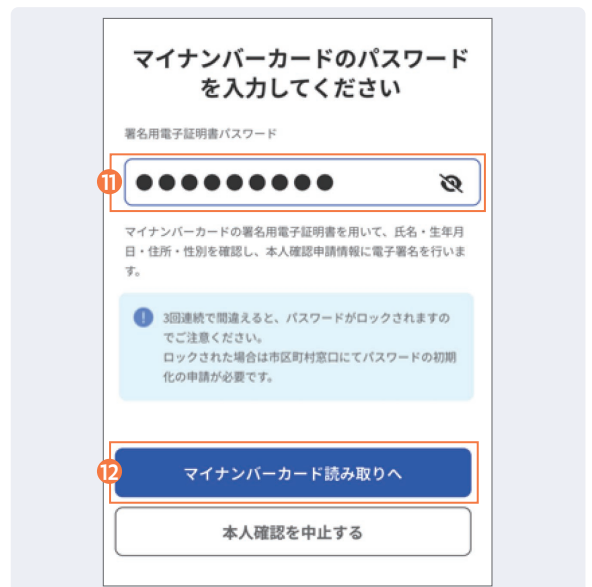 マイナンバーカードのパスワード
を入力してください
署名用電子証明書パスワード
⑪
●●●●●●●●●
マイナンバーカードの署名用電子証明書を用いて、氏名・生年月
日・住所・性別を確認し、本人確認申請情報に電子署名を行いま
す。
3回連続で間違えると、パスワードがロックされますの
でご注意ください。
ロックされた場合は市区町村窓口にてパスワードの初期
化の申請が必要です。
⑫
マイナンバーカード読み取りへ
本人確認を中止する